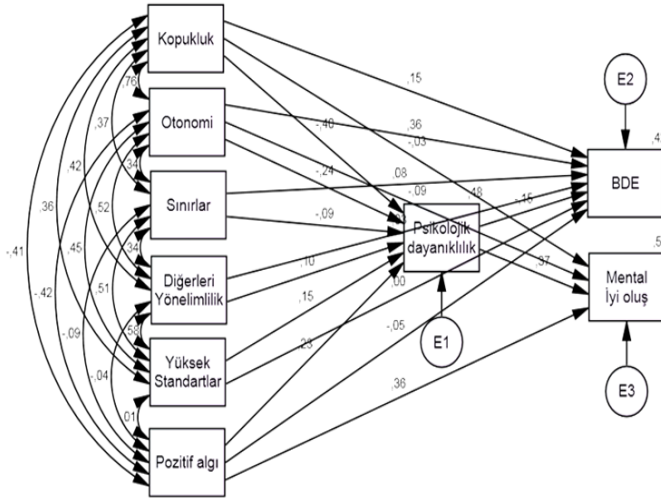 Kopukluk
Otonomi
Sınırlar
Diğerleri
Yönelimlilik
Yüksek
Standartlar
Pozitif algı
Psikolojik
dayanıklılık
BDE
Mental
İyi oluş
E1
E2
E3
,76
,37
,34
,42
,36
,52
-,41
,34
,45
,51
-,42
,58
-,09
-,04
,01
,15
-,40
,36
-,03
-,24
,08
-,09
,48
-,15
-,09
,10
,00
,37
,15
,23
-,05
,36